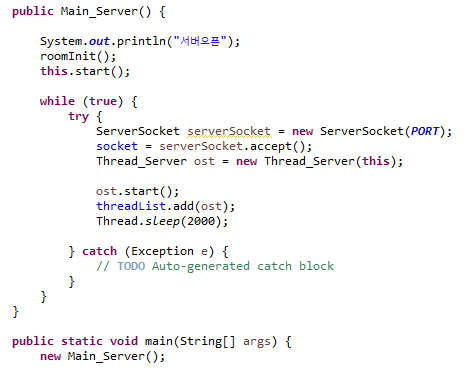 public Main_Server() {
System.out.println("서버오픈");
roomInit();
this.start();
while (true) {
try {
ServerSocket serverSocket = new ServerSocket(PORT);
socket = serverSocket.accept();
Thread_Server ost = new Thread_Server(this);
ost.start();
threadList.add(ost);
Thread.sleep(2000);
} catch (Exception e) {
// TODO Auto-generated catch block
}
}
}
public static void main(String[] args) {
new Main_Server();